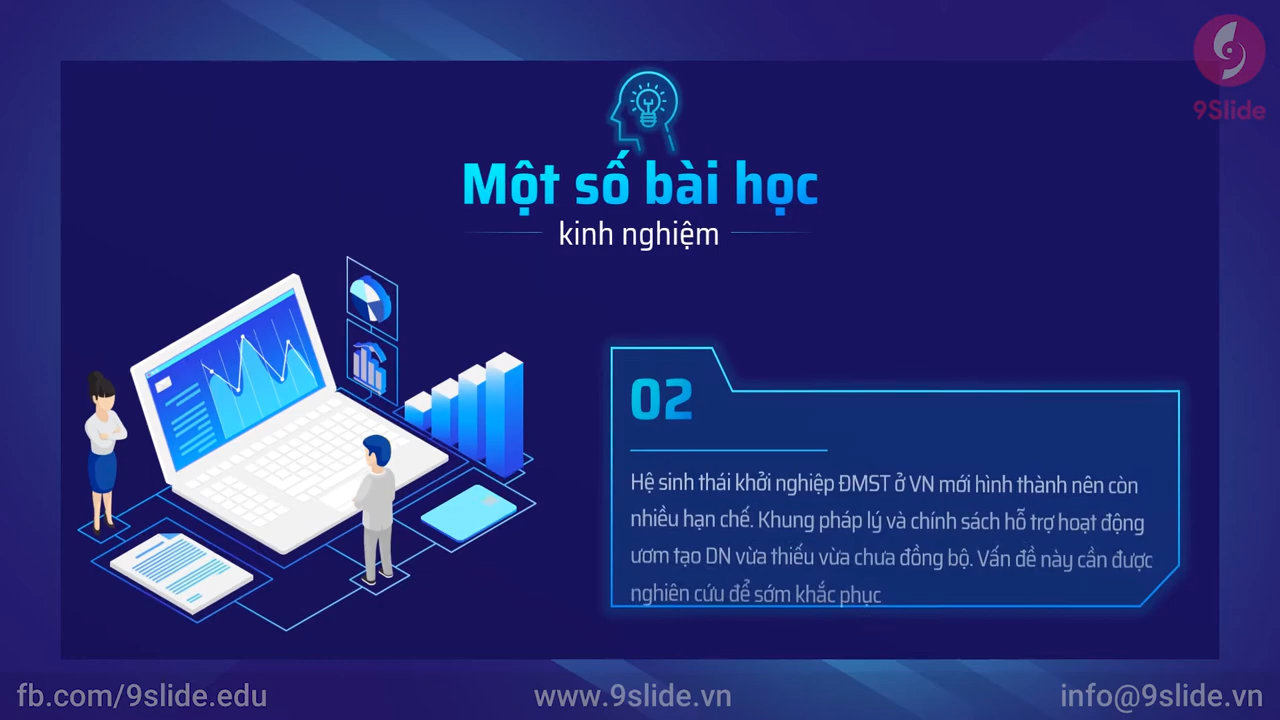 9Slide
Một số bài học
kinh nghiệm
02
Hệ sinh thái khởi nghiệp ĐMST ở VN mới hình thành nên còn
nhiều hạn chế. Khung pháp lý và chính sách hỗ trợ hoạt động
ươm tạo DN vừa thiếu vừa chưa đồng bộ. Vấn đề này cần được
nghiên cứu để sớm khắc phục
fb.com/9slide.edu
www.9slide.vn
info@9slide.vn